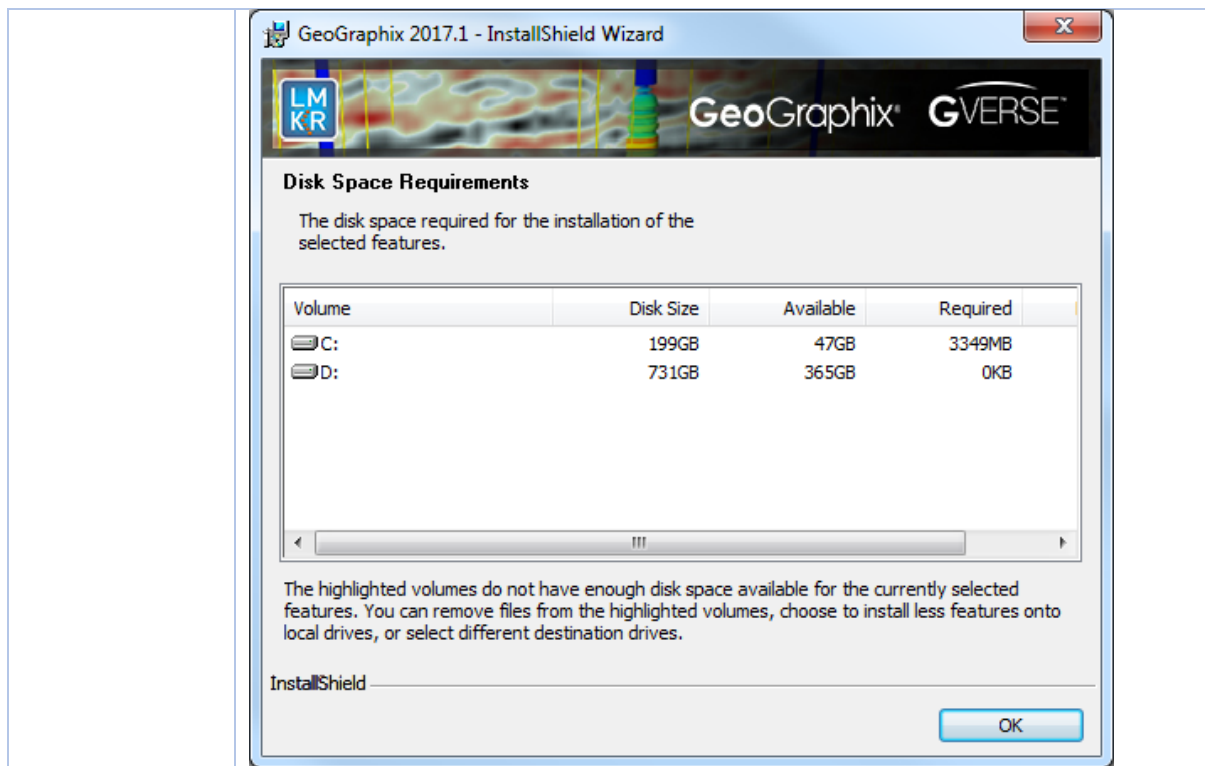 GeoGraphix 2017.1 - InstallShield Wizard
LM
KR
GeoGraphix® GVERSE™
Disk Space Requirements
The disk space required for the installation of the
selected features.
Volume Disk Size Available Required
C: 199GB 47GB 3349MB
D: 731GB 365GB 0KB
The highlighted volumes do not have enough disk space available for the currently selected
features. You can remove files from the highlighted volumes, choose to install less features onto
local drives, or select different destination drives.
InstallShield
OK